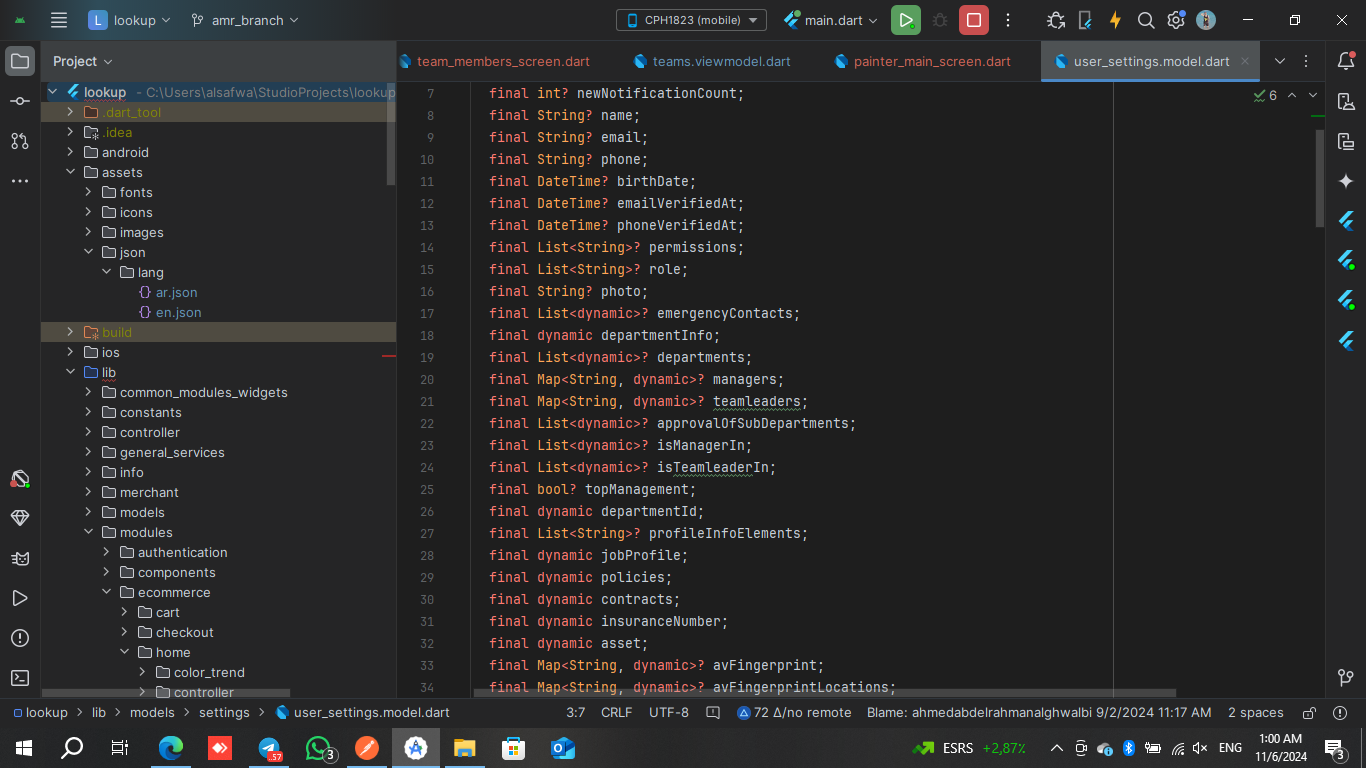 L lookup amr_branch CPH1823 (mobile) main.dart
Project
team_members_screen.dart teams.viewmodel.dart painter_main_screen.dart user_settings.model.dart
lookup - C:\Users\alsafwa\StudioProjects\lookup
.dart_tool
.idea
android
assets
fonts
icons
images
json
lang
{} ar.json
{} en.json
build
ios
lib
common_modules_widgets
constants
controller
general_services
info
merchant
models
modules
authentication
components
ecommerce
cart
checkout
home
color_trend
controller
6
7 final int? newNotificationCount;
8 final String? name;
9 final String? email;
10 final String? phone;
11 final DateTime? birthDate;
12 final DateTime? emailVerifiedAt;
13 final DateTime? phoneVerifiedAt;
14 final List<String>? permissions;
15 final List<String>? role;
16 final String? photo;
17 final List<dynamic>? emergencyContacts;
18 final dynamic departmentInfo;
19 final List<dynamic>? departments;
20 final Map<String, dynamic>? managers;
21 final Map<String, dynamic>? teamleaders;
22 final List<dynamic>? approvalOfSubDepartments;
23 final List<dynamic>? isManagerIn;
24 final List<dynamic>? isTeamleaderIn;
25 final bool? topManagement;
26 final dynamic departmentId;
27 final List<String>? profileInfoElements;
28 final dynamic jobProfile;
29 final dynamic policies;
30 final dynamic contracts;
31 final dynamic insuranceNumber;
32 final dynamic asset;
33 final Map<String, dynamic>? avFingerprint;
34 final Map<String, dynamic>? avFingerprintLocations;
lookup > lib > models > settings > user_settings.model.dart 3:7 CRLF UTF-8 72 Δ/no remote Blame: ahmedabdelrahmanalghwalbi 9/2/2024 11:17 AM 2 spaces
.57 3 ESRS +2,87% ENG 1:00 AM
11/6/2024 3